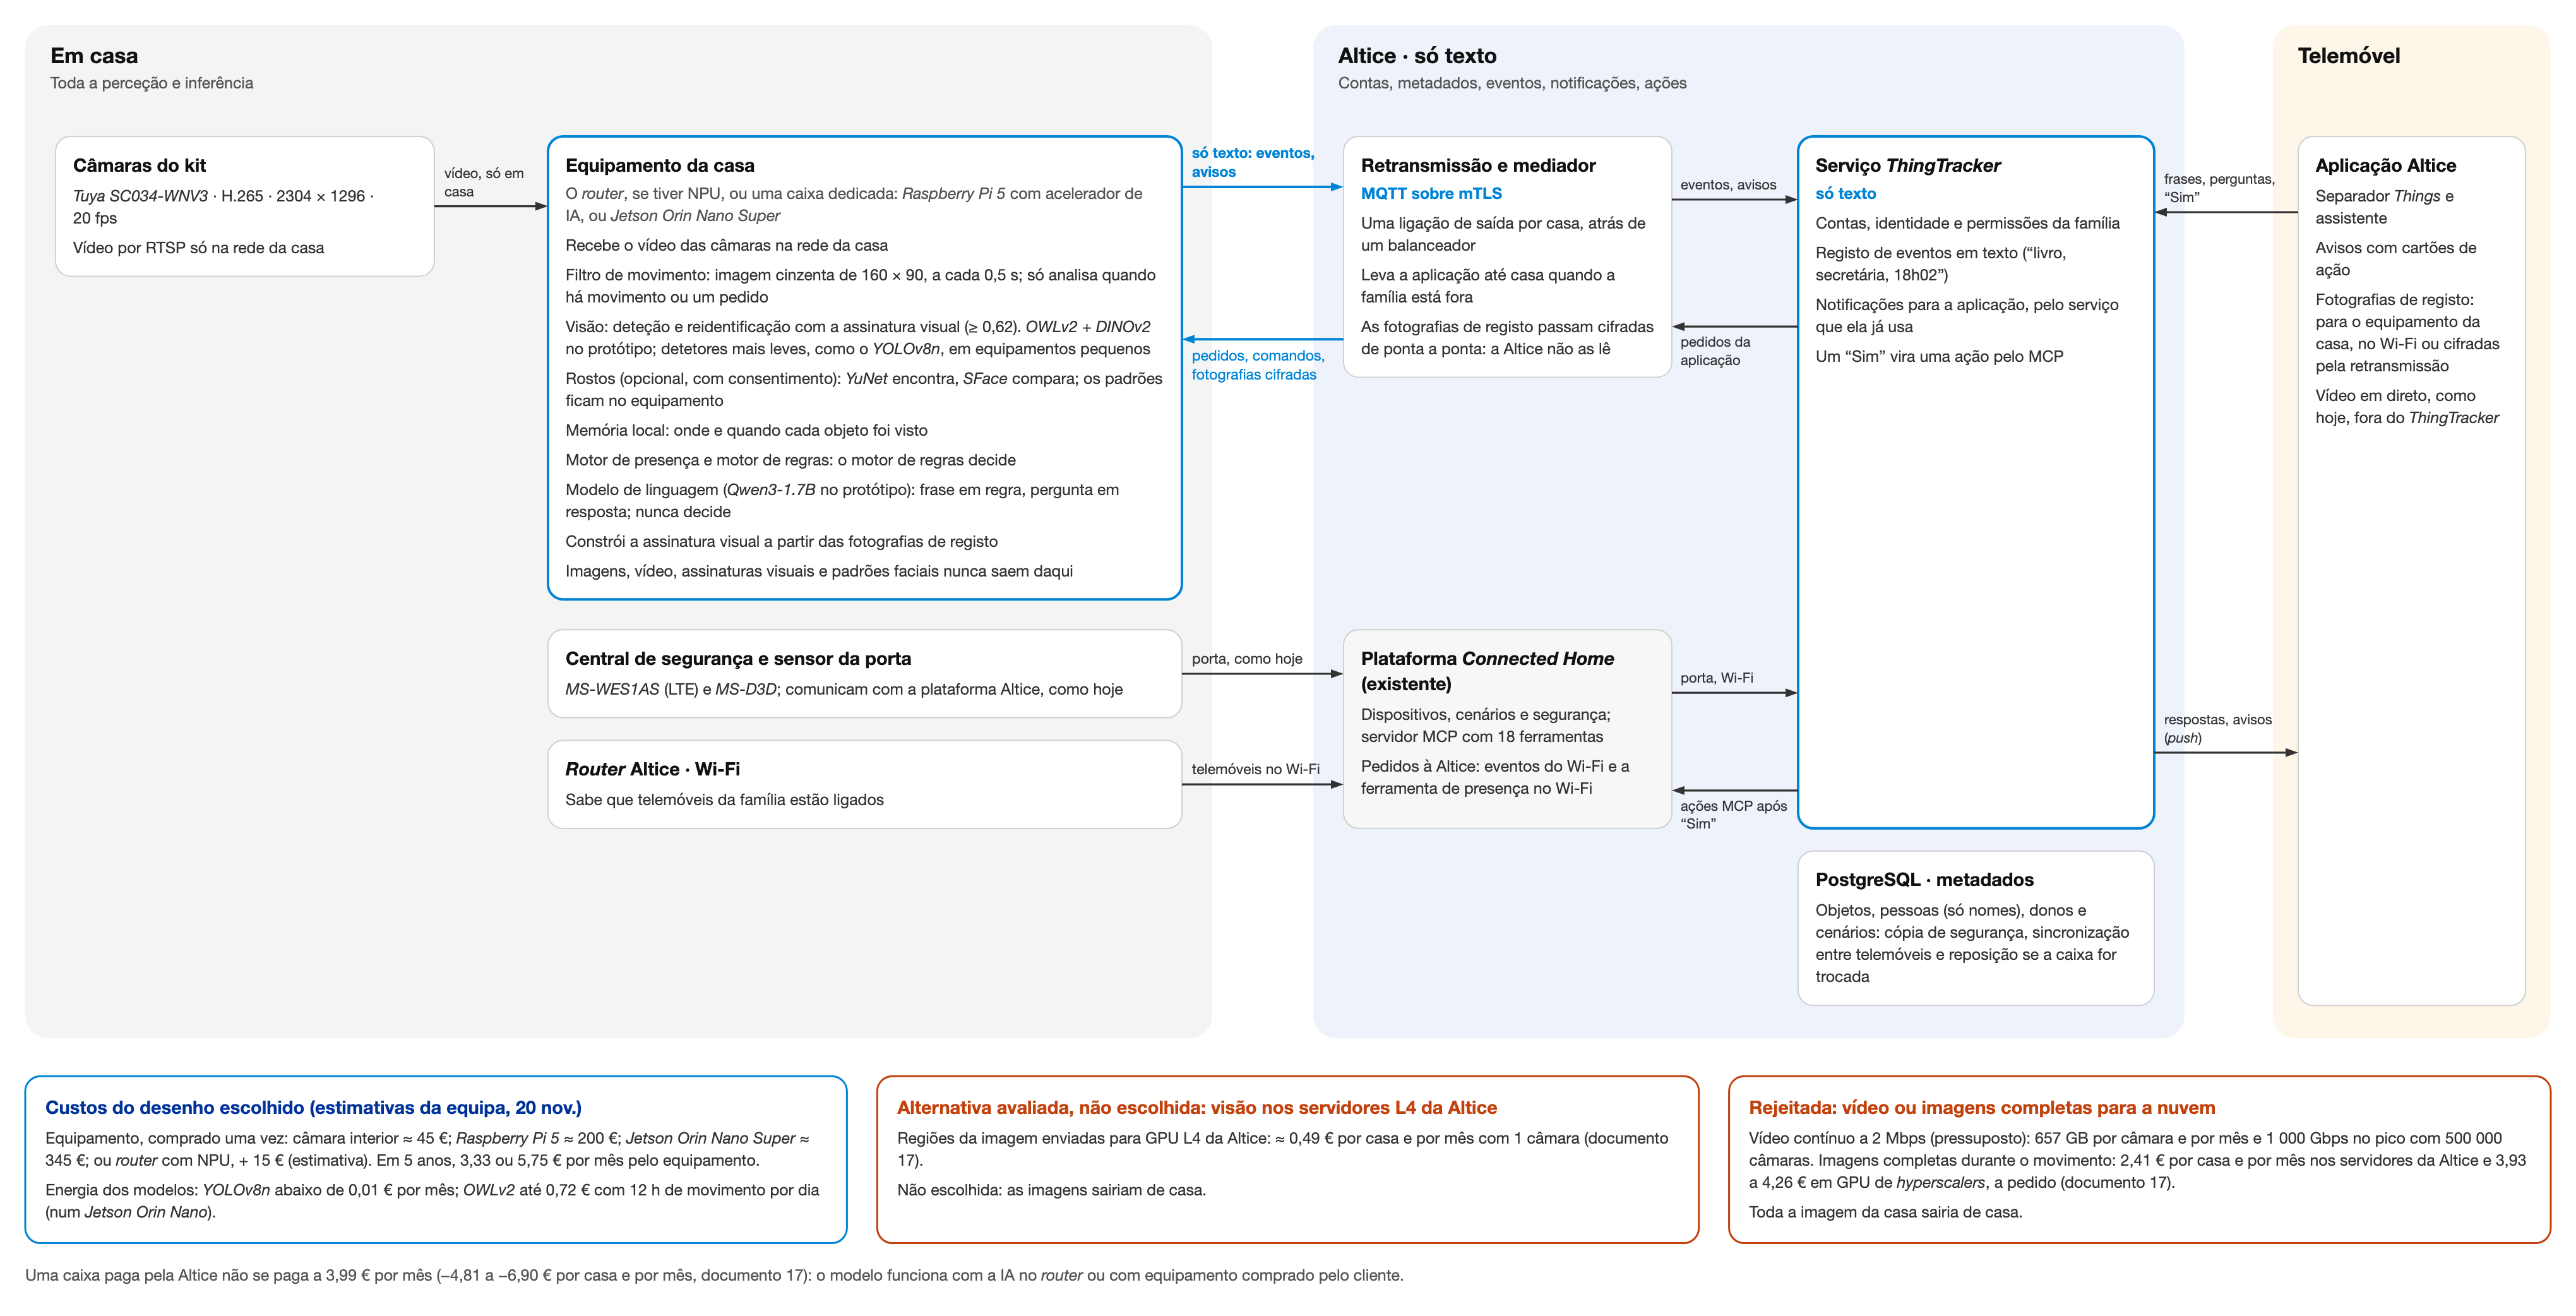 Em casa
Toda a perceção e inferência
Câmaras do kit
Tuya SC034-WNV3 · H.265 · 2304 × 1296 ·
20 fps
Vídeo por RTSP só na rede da casa
vídeo, só em
casa
Equipamento da casa
O router, se tiver NPU, ou uma caixa dedicada: Raspberry Pi 5 com acelerador de
IA, ou Jetson Orin Nano Super
Recebe o vídeo das câmaras na rede da casa
Filtro de movimento: imagem cinzenta de 160 × 90, a cada 0,5 s; só analisa quando
há movimento ou um pedido
Visão: deteção e reidentificação com a assinatura visual (≥ 0,62). OWLv2 + DINOv2
no protótipo; detetores mais leves, como o YOLOv8n, em equipamentos pequenos
Rostos (opcional, com consentimento): YuNet encontra, SFace compara; os padrões
ficam no equipamento
Memória local: onde e quando cada objeto foi visto
Motor de presença e motor de regras: o motor de regras decide
Modelo de linguagem (Qwen3-1.7B no protótipo): frase em regra, pergunta em
resposta; nunca decide
Constrói a assinatura visual a partir das fotografias de registo
Imagens, vídeo, assinaturas visuais e padrões faciais nunca saem daqui
Central de segurança e sensor da porta
MS-WES1AS (LTE) e MS-D3D; comunicam com a plataforma Altice, como hoje
Router Altice · Wi-Fi
Sabe que telemóveis da família estão ligados
só texto: eventos,
avisos
pedidos, comandos,
fotografias cifradas
porta, como hoje
telemóveis no Wi-Fi
Altice · só texto
Contas, metadados, eventos, notificações, ações
Retransmissão e mediador
MQTT sobre mTLS
Uma ligação de saída por casa, atrás de
um balanceador
Leva a aplicação até casa quando a
família está fora
As fotografias de registo passam cifradas
de ponta a ponta: a Altice não as lê
Plataforma Connected Home
(existente)
Dispositivos, cenários e segurança;
servidor MCP com 18 ferramentas
Pedidos à Altice: eventos do Wi-Fi e a
ferramenta de presença no Wi-Fi
eventos, avisos
pedidos da
aplicação
porta, Wi-Fi
ações MCP após
“Sim”
Serviço ThingTracker
só texto
Contas, identidade e permissões da família
Registo de eventos em texto (“livro,
secretária, 18h02”)
Notificações para a aplicação, pelo serviço
que ela já usa
Um “Sim” vira uma ação pelo MCP
PostgreSQL · metadados
Objetos, pessoas (só nomes), donos e
cenários: cópia de segurança, sincronização
entre telemóveis e reposição se a caixa for
trocada
frases, perguntas,
“Sim”
respostas, avisos
(push)
Telemóvel
Aplicação Altice
Separador Things e
assistente
Avisos com cartões de
ação
Fotografias de registo:
para o equipamento da
casa, no Wi-Fi ou cifradas
pela retransmissão
Vídeo em direto, como
hoje, fora do ThingTracker
Custos do desenho escolhido (estimativas da equipa, 20 nov.)
Equipamento, comprado uma vez: câmara interior ≈ 45 €; Raspberry Pi 5 ≈ 200 €; Jetson Orin Nano Super ≈
345 €; ou router com NPU, + 15 € (estimativa). Em 5 anos, 3,33 ou 5,75 € por mês pelo equipamento.
Energia dos modelos: YOLOv8n abaixo de 0,01 € por mês; OWLv2 até 0,72 € com 12 h de movimento por dia
(num Jetson Orin Nano).
Alternativa avaliada, não escolhida: visão nos servidores L4 da Altice
Regiões da imagem enviadas para GPU L4 da Altice: ≈ 0,49 € por casa e por mês com 1 câmara (documento
17).
Não escolhida: as imagens sairiam de casa.
Rejeitada: vídeo ou imagens completas para a nuvem
Vídeo contínuo a 2 Mbps (pressuposto): 657 GB por câmara e por mês e 1 000 Gbps no pico com 500 000
câmaras. Imagens completas durante o movimento: 2,41 € por casa e por mês nos servidores da Altice e 3,93
a 4,26 € em GPU de hyperscalers, a pedido (documento 17).
Toda a imagem da casa sairia de casa.
Uma caixa paga pela Altice não se paga a 3,99 € por mês (−4,81 a −6,90 € por casa e por mês, documento 17): o modelo funciona com a IA no router ou com equipamento comprado pelo cliente.